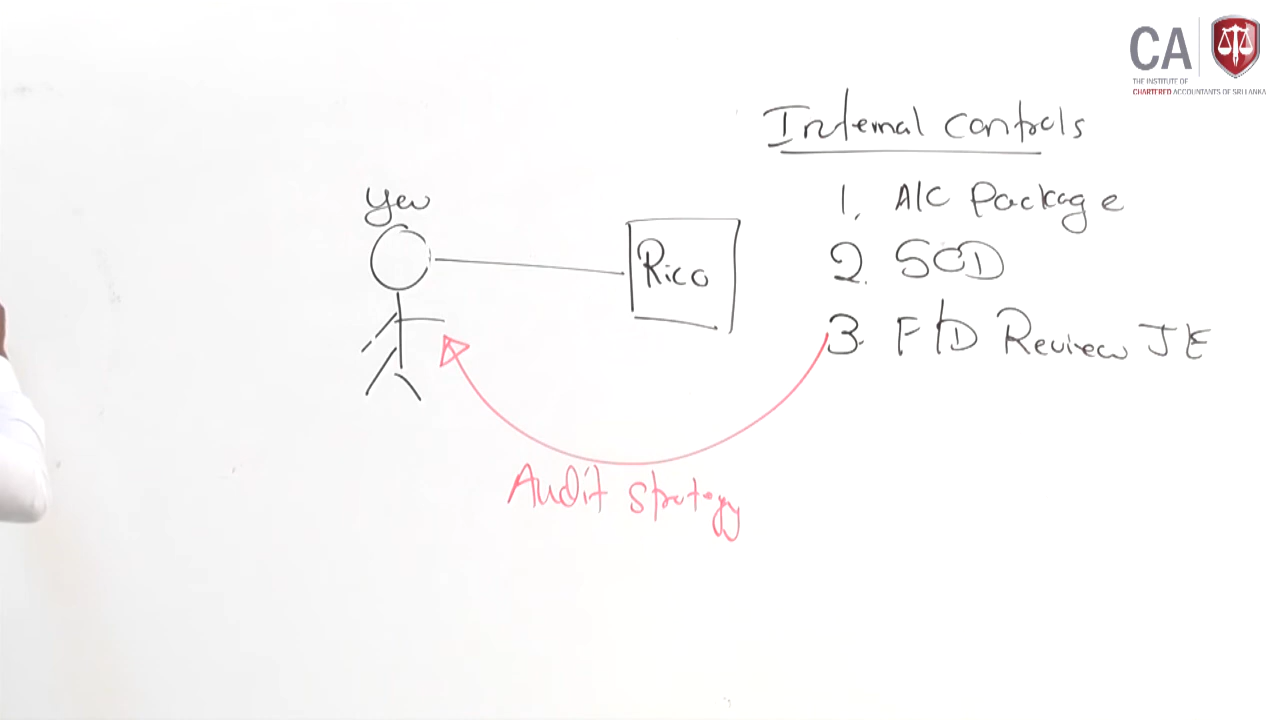 CA
THE INSTITUTE OF
CHARTERED ACCOUNTANTS OF SRI LANKA
Internal Controls
1. A/C Package
2. SOD
3. F/D Review JE
You
Rico
Audit Strategy